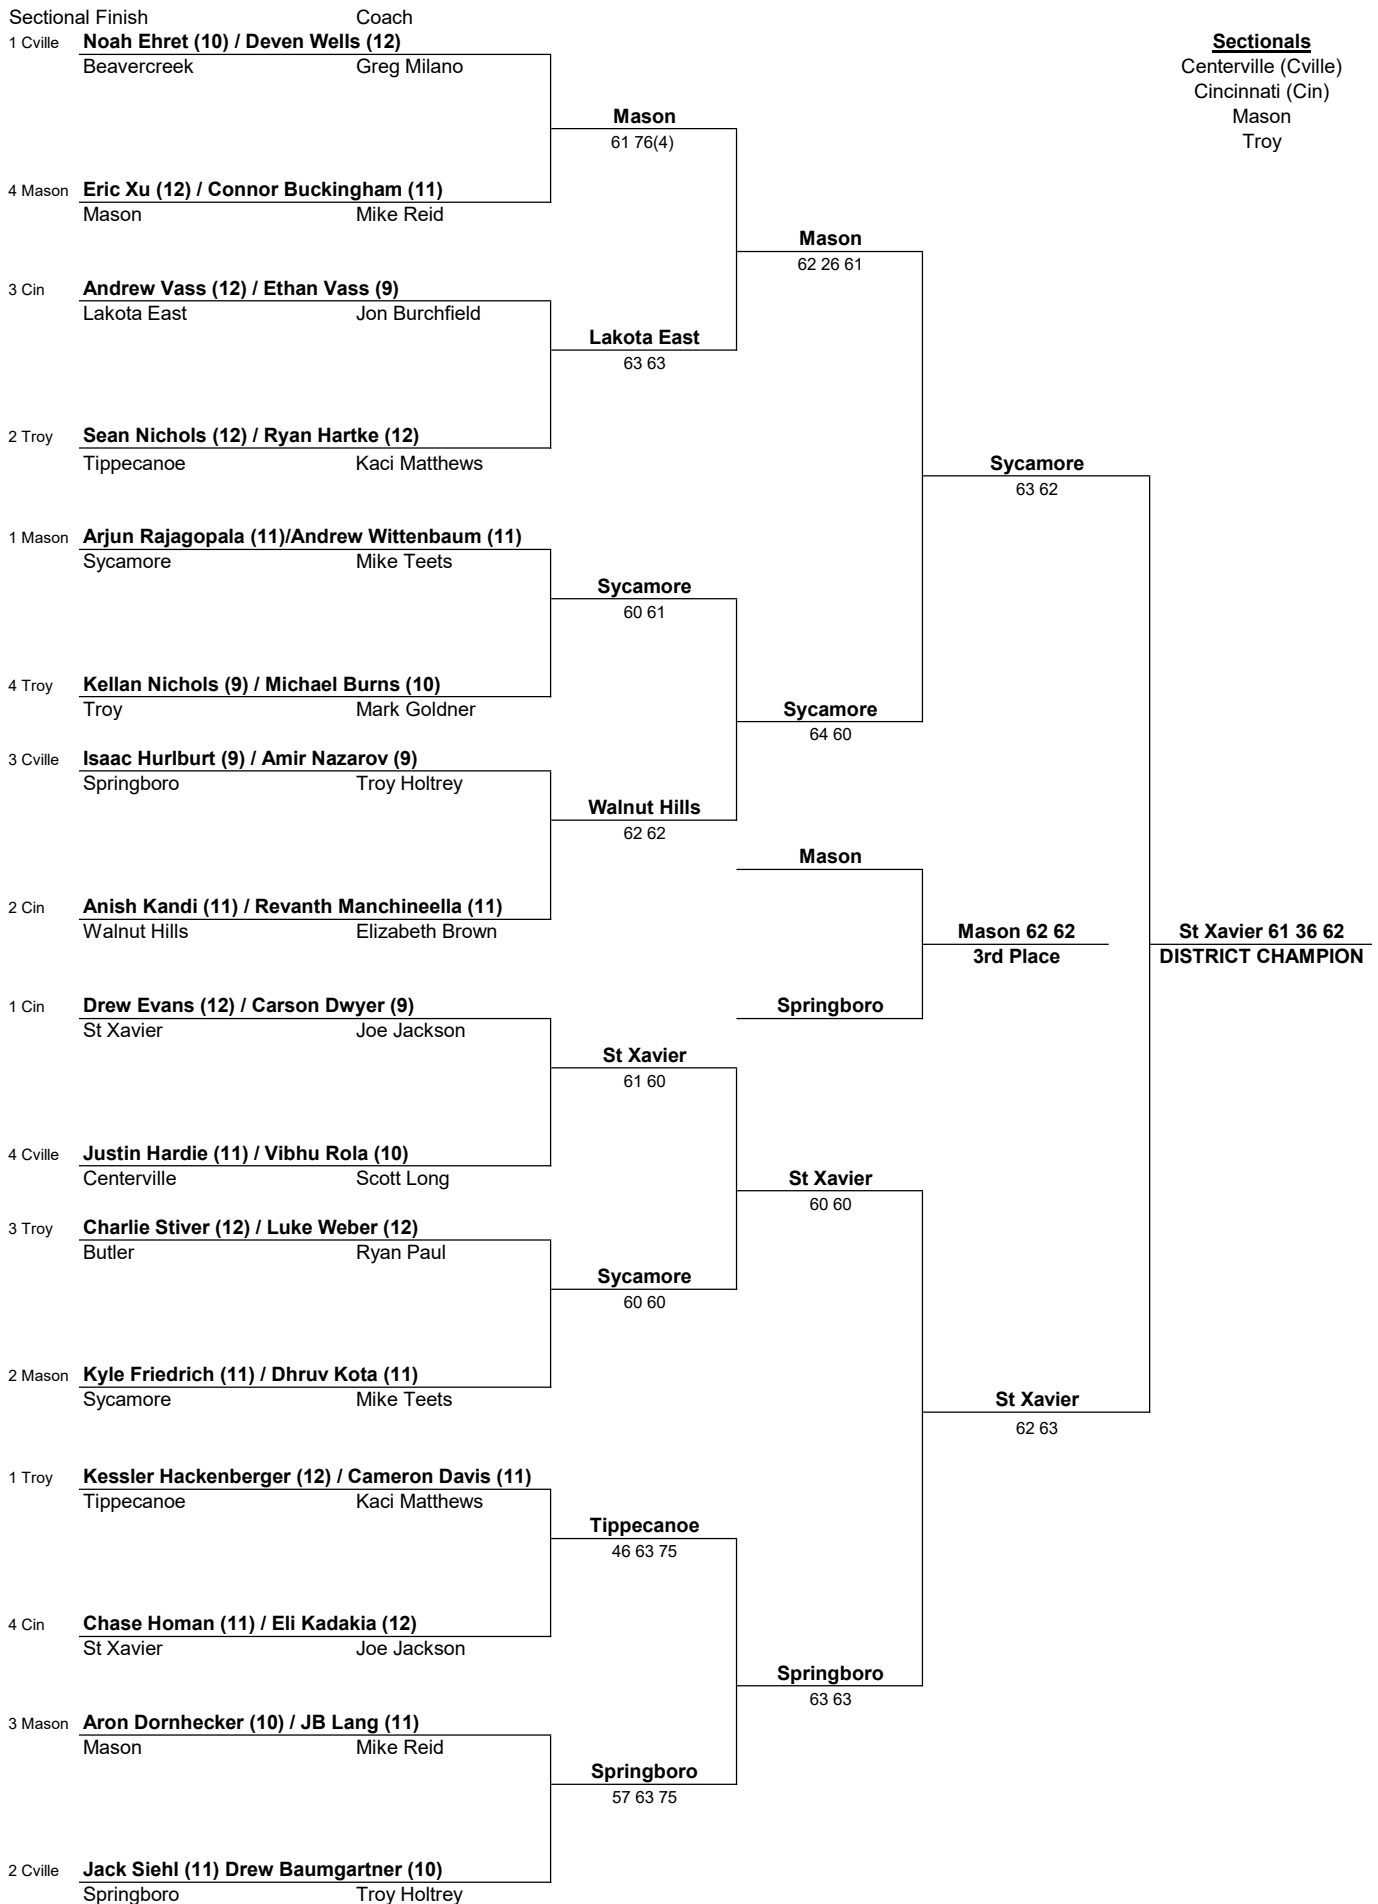 Sectional Finish Coach
1 Cville Noah Ehret (10) / Deven Wells (12)
Beavercreek Greg Milano
Sectionals
Centerville (Cville)
Cincinnati (Cin)
Mason
Troy
Mason
61 76(4)
4 Mason Eric Xu (12) / Connor Buckingham (11)
Mason Mike Reid
Mason
62 26 61
3 Cin Andrew Vass (12) / Ethan Vass (9)
Lakota East Jon Burchfield
Lakota East
63 63
2 Troy Sean Nichols (12) / Ryan Hartke (12)
Tippecanoe Kaci Matthews
Sycamore
63 62
1 Mason Arjun Rajagopala (11)/Andrew Wittenbaum (11)
Sycamore Mike Teets
Sycamore
60 61
4 Troy Kellan Nichols (9) / Michael Burns (10)
Troy Mark Goldner
Sycamore
64 60
3 Cville Isaac Hurlburt (9) / Amir Nazarov (9)
Springboro Troy Holtrey
Walnut Hills
62 62
Mason
2 Cin Anish Kandi (11) / Revanth Manchineella (11)
Walnut Hills Elizabeth Brown
Mason 62 62
3rd Place
St Xavier 61 36 62
DISTRICT CHAMPION
1 Cin Drew Evans (12) / Carson Dwyer (9)
St Xavier Joe Jackson
Springboro
St Xavier
61 60
4 Cville Justin Hardie (11) / Vibhu Rola (10)
Centerville Scott Long
St Xavier
60 60
3 Troy Charlie Stiver (12) / Luke Weber (12)
Butler Ryan Paul
Sycamore
60 60
2 Mason Kyle Friedrich (11) / Dhruv Kota (11)
Sycamore Mike Teets
St Xavier
62 63
1 Troy Kessler Hackenberger (12) / Cameron Davis (11)
Tippecanoe Kaci Matthews
Tippecanoe
46 63 75
4 Cin Chase Homan (11) / Eli Kadakia (12)
St Xavier Joe Jackson
Springboro
63 63
3 Mason Aron Dornhecker (10) / JB Lang (11)
Mason Mike Reid
Springboro
57 63 75
2 Cville Jack Siehl (11) Drew Baumgartner (10)
Springboro Troy Holtrey